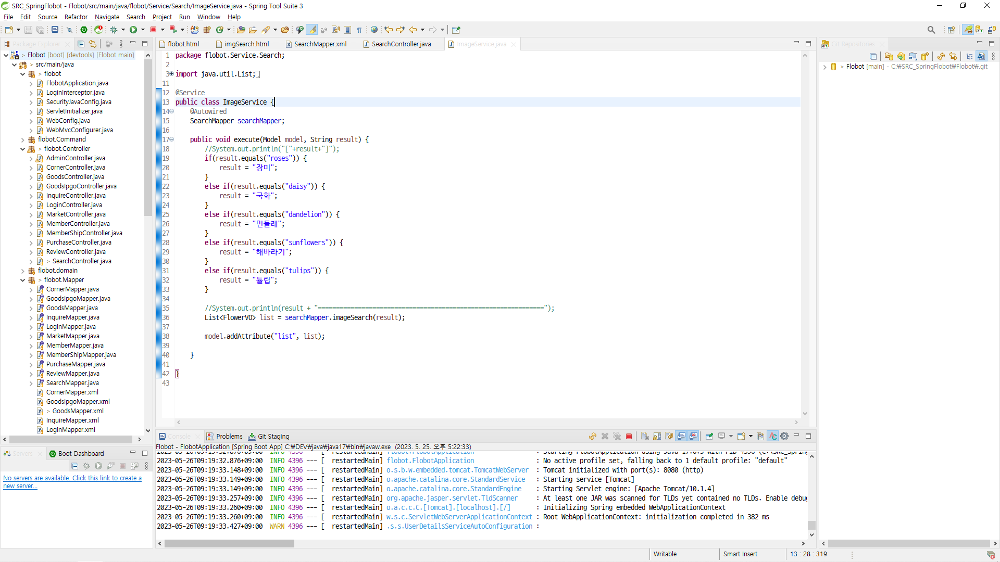 SRC_SpringFlobot - Flobot/src/main/java/flobot/Service/Search/ImageService.java - Spring Tool Suite 3
File Edit Source Refactor Navigate Search Project Run Window Help
Package Explorer
> Flobot [boot] [devtools] [Flobot main]
> src/main/java
> flobot
FlobotApplication.java
LoginInterceptor.java
SecurityJavaConfig.java
ServletInitializer.java
WebConfig.java
WebMvcConfigurer.java
flobot.Command
> flobot.Controller
AdminController.java
CornerController.java
GoodsController.java
GoodsIpgoController.java
InquireController.java
LoginController.java
MarketController.java
MemberController.java
MemberShipController.java
PurchaseController.java
ReviewController.java
> SearchController.java
flobot.domain
> flobot.Mapper
CornerMapper.java
GoodsIpgoMapper.java
GoodsMapper.java
InquireMapper.java
LoginMapper.java
MarketMapper.java
MemberMapper.java
MemberShipMapper.java
PurchaseMapper.java
ReviewMapper.java
SearchMapper.java
CornerMapper.xml
GoodsIpgoMapper.xml
> GoodsMapper.xml
InquireMapper.xml
LoginMapper.xml
Servers Boot Dashboard
No servers are available. Click this link to create a
new server...
flobot.html imgSearch.html SearchMapper.xml SearchController.java ImageService.java
1 package flobot.Service.Search;
2
3 import java.util.List;
11
12 @Service
13 public class ImageService {
14 @Autowired
15 SearchMapper searchMapper;
16
17 public void execute(Model model, String result) {
18 //System.out.println("["+result+"]");
19 if(result.equals("roses")) {
20 result = "장미";
21 }
22 else if(result.equals("daisy")) {
23 result = "국화";
24 }
25 else if(result.equals("dandelion")) {
26 result = "민들래";
27 }
28 else if(result.equals("sunflowers")) {
29 result = "해바라기";
30 }
31 else if(result.equals("tulips")) {
32 result = "튤립";
33 }
34
35 //System.out.println(result + "==============================================================");
36 List<FlowerVO> list = searchMapper.imageSearch(result);
37
38 model.addAttribute("list", list);
39
40 }
41
42 }
43
Console Problems Git Staging
Flobot - FlobotApplication [Spring Boot App] C:₩DEV₩java₩java17₩bin₩javaw.exe (2023. 5. 25. 오후 5:22:33)
2023-05-26T09:19:32.876+09:00 INFO 4396 --- [ restartedMain] flobot.FlobotApplication : No active profile set, falling back to 1 default profile: "default"
2023-05-26T09:19:33.148+09:00 INFO 4396 --- [ restartedMain] o.s.b.w.embedded.tomcat.TomcatWebServer : Tomcat initialized with port(s): 8080 (http)
2023-05-26T09:19:33.149+09:00 INFO 4396 --- [ restartedMain] o.apache.catalina.core.StandardService : Starting service [Tomcat]
2023-05-26T09:19:33.149+09:00 INFO 4396 --- [ restartedMain] o.apache.catalina.core.StandardEngine : Starting Servlet engine: [Apache Tomcat/10.1.4]
2023-05-26T09:19:33.257+09:00 INFO 4396 --- [ restartedMain] org.apache.jasper.servlet.TldScanner : At least one JAR was scanned for TLDs yet contained no TLDs. Enable debug
2023-05-26T09:19:33.260+09:00 INFO 4396 --- [ restartedMain] o.a.c.c.C.[Tomcat].[localhost].[/] : Initializing Spring embedded WebApplicationContext
2023-05-26T09:19:33.260+09:00 INFO 4396 --- [ restartedMain] w.s.c.ServletWebServerApplicationContext : Root WebApplicationContext: initialization completed in 382 ms
2023-05-26T09:19:33.427+09:00 WARN 4396 --- [ restartedMain] .s.s.UserDetailsServiceAutoConfiguration :
Git Repositories
> Flobot [main] - C:₩SRC_SpringFlobot₩Flobot₩.git
Writable Smart Insert 13 : 28 : 319